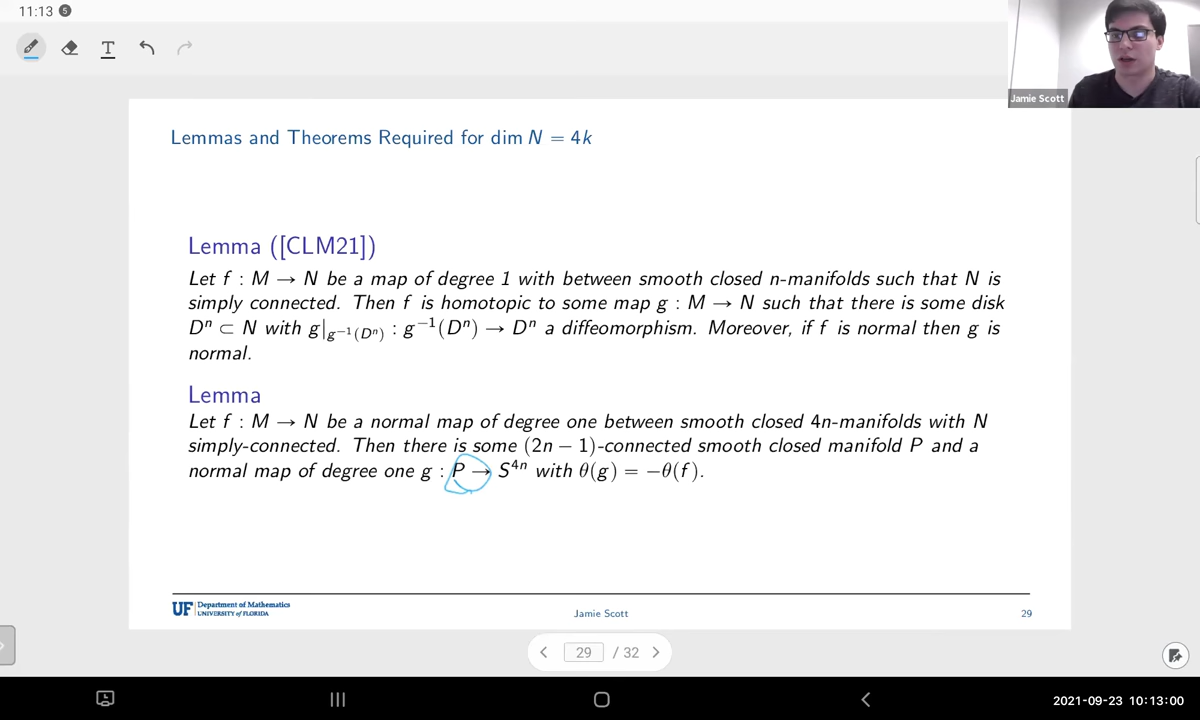 11:13 5
T
Jamie Scott
Lemmas and Theorems Required for dim N = 4k
Lemma ([CLM21])
Let f : M → N be a map of degree 1 with between smooth closed n-manifolds such that N is
simply connected. Then f is homotopic to some map g : M → N such that there is some disk
Dⁿ ⊂ N with g|g⁻¹(Dⁿ) : g⁻¹(Dⁿ) → Dⁿ a diffeomorphism. Moreover, if f is normal then g is
normal.
Lemma
Let f : M → N be a normal map of degree one between smooth closed 4n-manifolds with N
simply-connected. Then there is some (2n − 1)-connected smooth closed manifold P and a
normal map of degree one g : P → S⁴ⁿ with θ(g) = −θ(f).
UF Department of Mathematics
UNIVERSITY of FLORIDA
Jamie Scott
29
29 / 32
2021-09-23 10:13:00